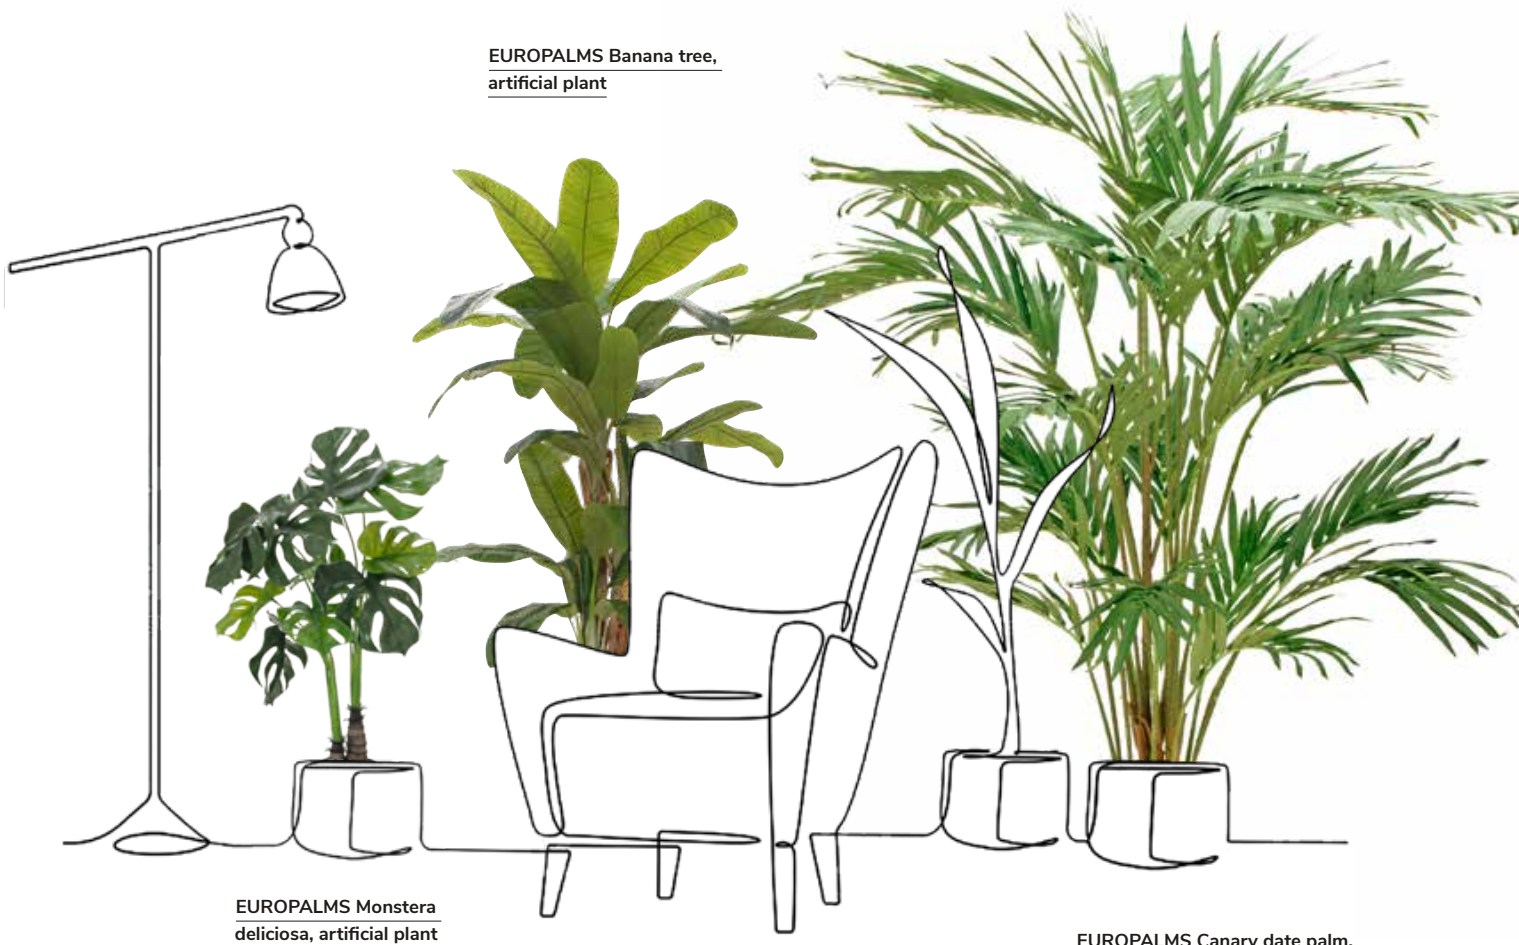 EUROPALMS Banana tree,
artificial plant
EUROPALMS Monstera
deliciosa, artificial plant
EUROPALMS Canary date palm,